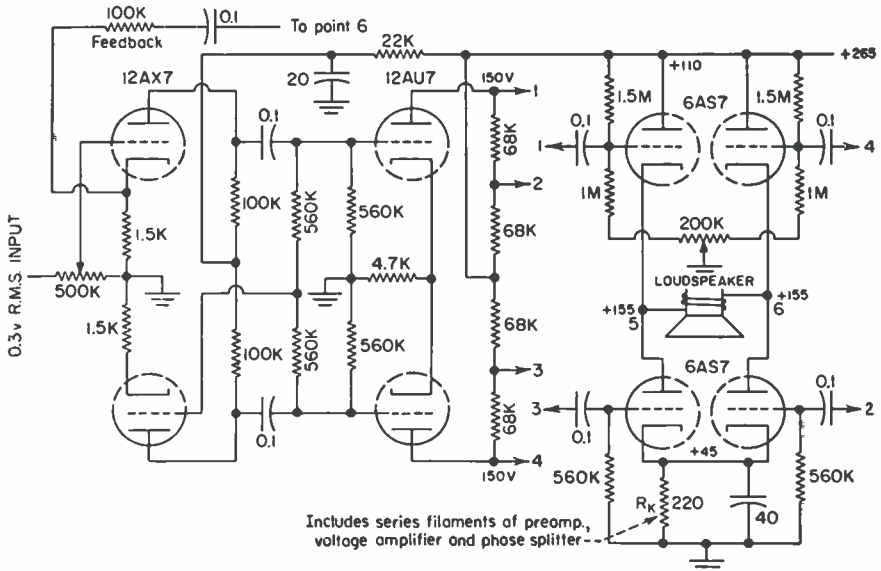 100K
0.1
To point 6
Feedback
22K
+265
12AX7
20
12AU7
150V
1
+110
6AS7
1.5M
1.5M
0.1
0.1
68K
0.1
1
4
2
1M
1M
100K
560K
560K
200K
1.5K
68K
4.7K
LOUDSPEAKER
0.3v R.M.S. INPUT
500K
+155
5
+155
6
1.5K
68K
100K
560K
560K
6AS7
3
3
0.1
0.1
2
0.1
68K
+45
4
150V
560K
RK
220
40
560K
Includes series filaments of preamp.,
voltage amplifier and phase splitter